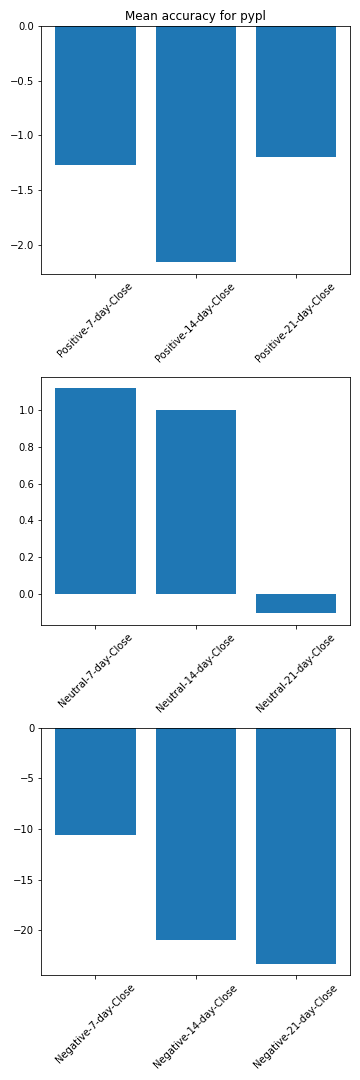 Mean accuracy for pypl
0.0
−0.5
−1.0
−1.5
−2.0
Positive-7-day-Close
Positive-14-day-Close
Positive-21-day-Close
1.0
0.8
0.6
0.4
0.2
0.0
Neutral-7-day-Close
Neutral-14-day-Close
Neutral-21-day-Close
0
−5
−10
−15
−20
Negative-7-day-Close
Negative-14-day-Close
Negative-21-day-Close